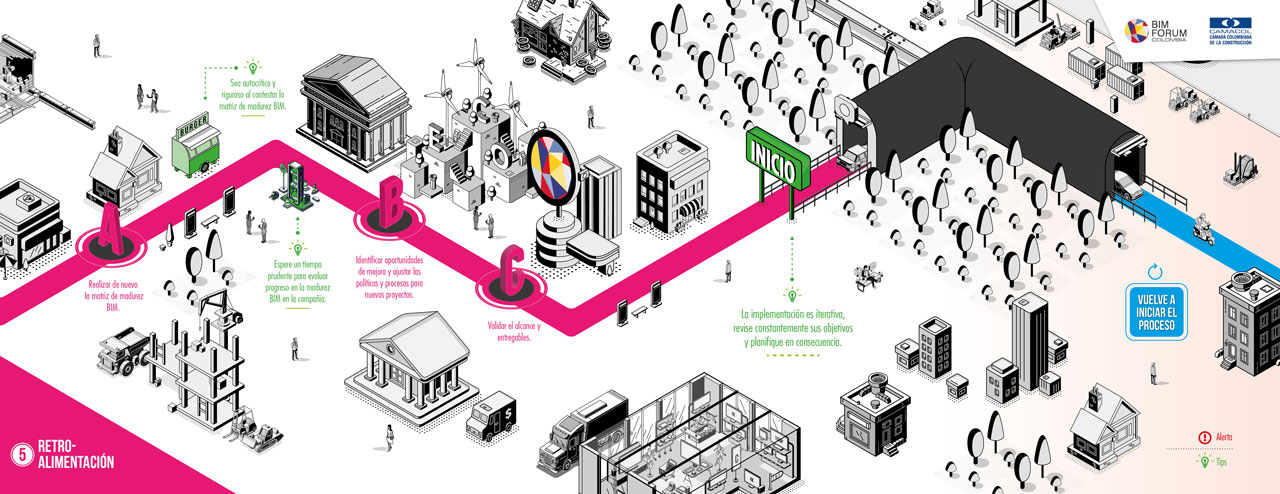 BIM
FORUM
COLOMBIA
CAMACOL
CÁMARA COLOMBIANA
DE LA CONSTRUCCIÓN
Sea autocrítico y
riguroso al contestar la
matriz de madurez BIM.
BURGER
A
Realizar de nuevo
la matriz de madurez
BIM.
Espere un tiempo
prudente para evaluar
progreso en la madurez
BIM en la compañía.
B
Identificar oportunidades
de mejora y ajustar las
políticas y procesos para
nuevos proyectos.
C
Validar el alcance y
entregables.
INICIO
La implementación es iterativa,
revise constantemente sus objetivos
y planifique en consecuencia.
VUELVE A
INICIAR EL
PROCESO
$
5
RETRO-
ALIMENTACIÓN
Alerta
Tips